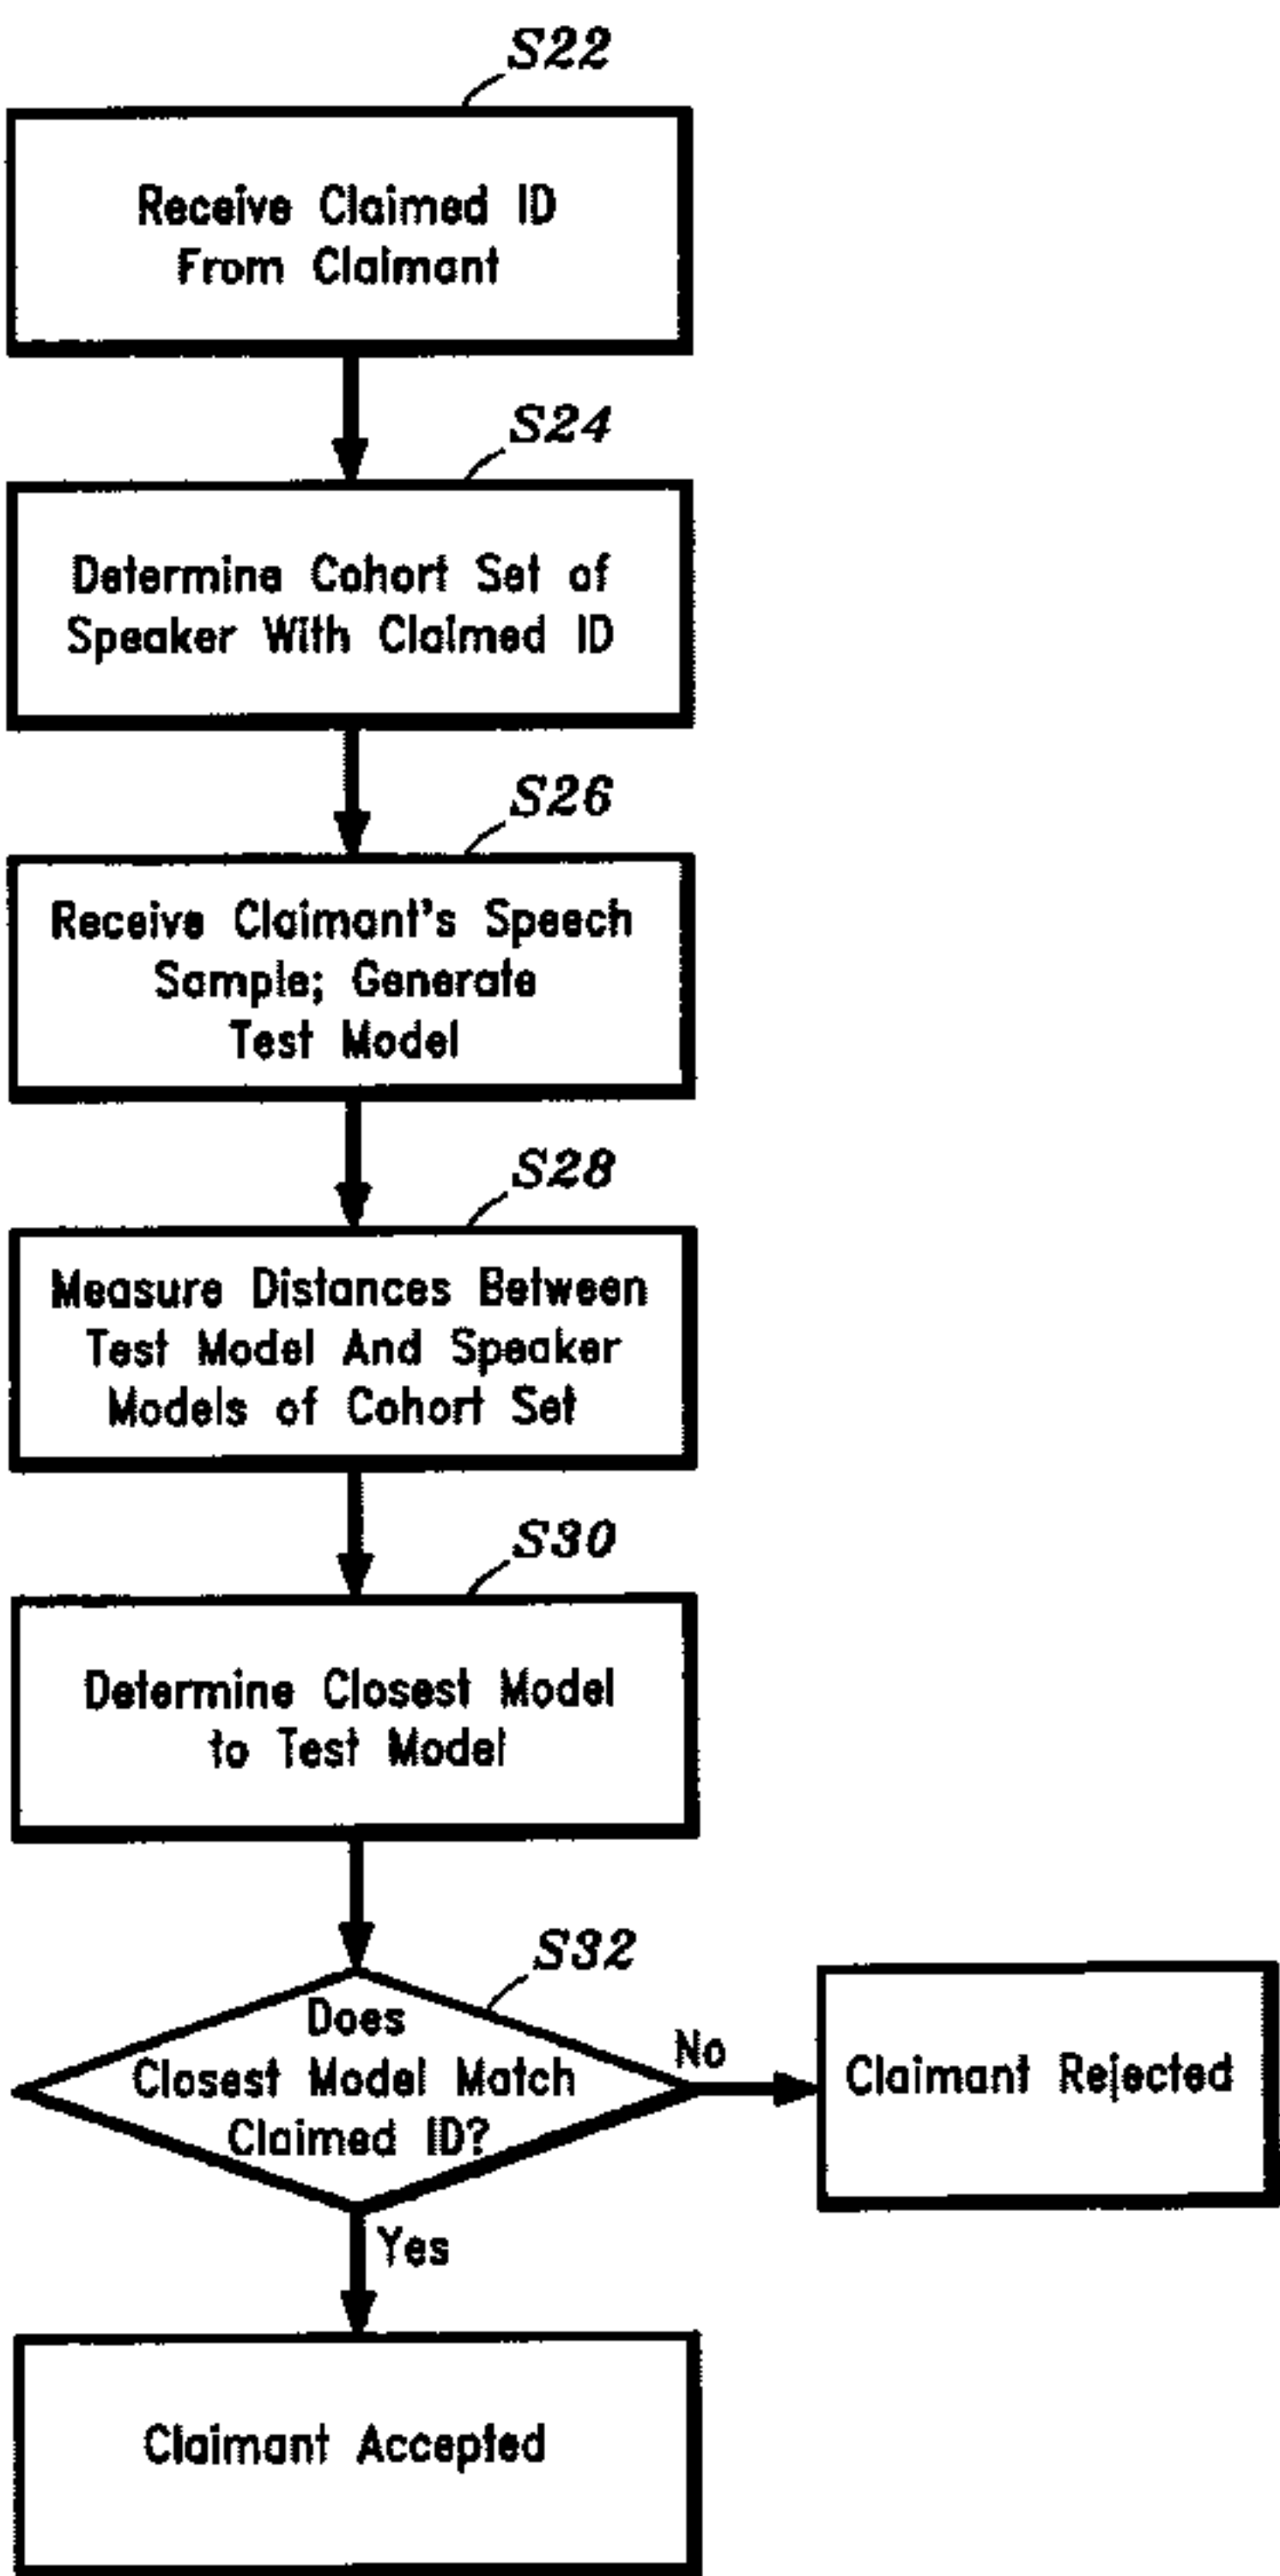 S22
Receive Claimed ID
From Claimant
S24
Determine Cohort Set of
Speaker With Claimed ID
S26
Receive Claimant's Speech
Sample; Generate
Test Model
S28
Measure Distances Between
Test Model And Speaker
Models of Cohort Set
S30
Determine Closest Model
to Test Model
S32
Does
Closest Model Match
Claimed ID?
No
Claimant Rejected
Yes
Claimant Accepted